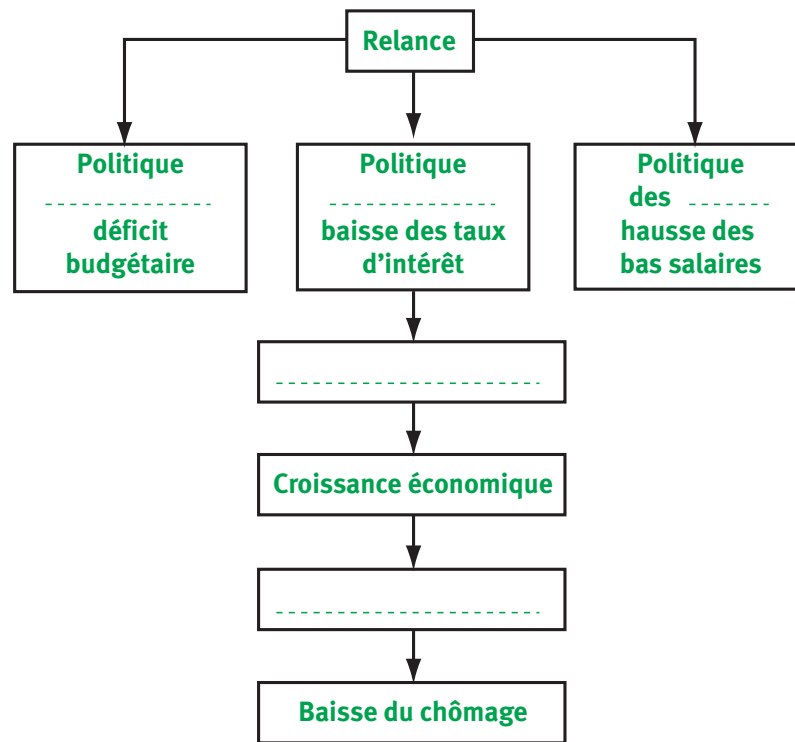 Relance
Politique
déficit
budgétaire
Politique
baisse des taux
d'intérêt
Politique
des
hausse des
bas salaires
Croissance économique
Baisse du chômage